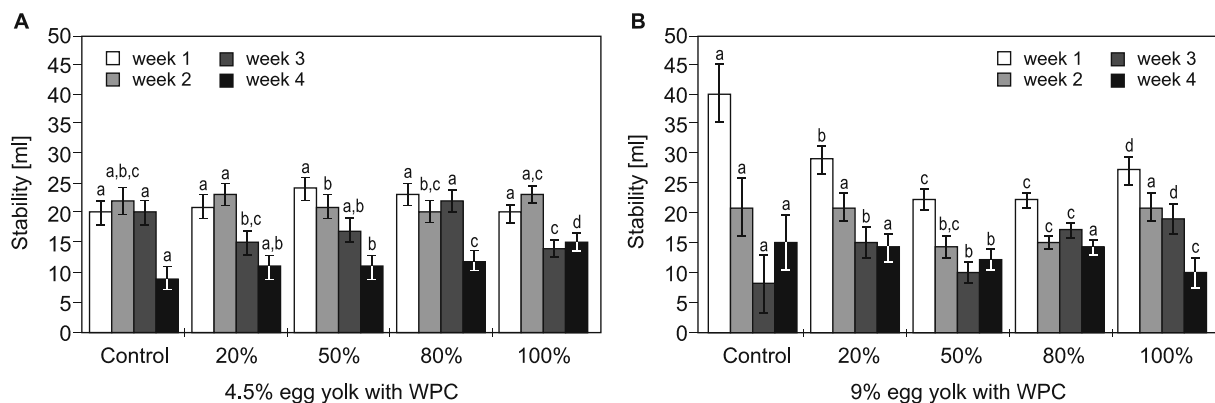 A
Stability [ml]
50
45
40
35
30
25
20
15
10
5
0
week 1
week 2
week 3
week 4
a
a,b,c
a
a
a
a
b,c
a,b
a
b
a,b
b
a
b,c
a
c
a
a,c
c
d
Control
20%
50%
80%
100%
4.5% egg yolk with WPC
B
Stability [ml]
50
45
40
35
30
25
20
15
10
5
0
week 1
week 2
week 3
week 4
a
a
a
a
b
a
b
a
c
b,c
b
b
c
c
c
a
d
a
d
c
Control
20%
50%
80%
100%
9% egg yolk with WPC